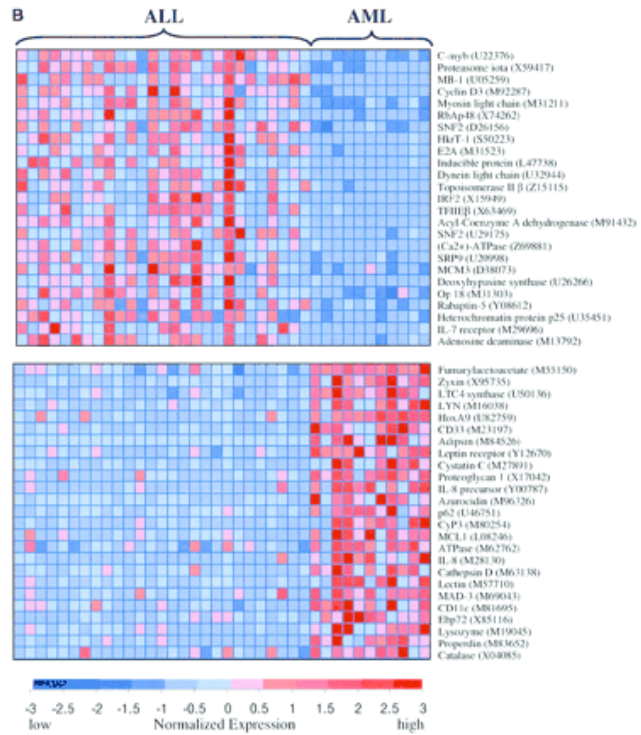 B
ALL AML
C-myb (U22376)
Proteasome iota (X59417)
MB-1 (U05259)
Cyclin D3 (M92287)
Myosin light chain (M31211)
RbAp48 (X74262)
SNF2 (D26156)
HkrT-1 (S50223)
E2A (M31523)
Inducible protein (L47738)
Dynein light chain (U32944)
Topoisomerase II β (Z15115)
IRF2 (X15949)
TFIIEβ (X63469)
Acyl-Coenzyme A dehydrogenase (M91432)
SNF2 (U29175)
(Ca2+)-ATPase (Z69881)
SRP9 (U20998)
MCM3 (D38073)
Deoxyhypusine synthase (U26266)
Op 18 (M31303)
Rabaptin-5 (Y08612)
Heterochromatin protein p25 (U35451)
IL-7 receptor (M29696)
Adenosine deaminase (M13792)
Fumarylacetoacetate (M55150)
Zyxin (X95735)
LTC4 synthase (U50136)
LYN (M16038)
HoxA9 (U82759)
CD33 (M23197)
Adipsin (M84526)
Leptin receptor (Y12670)
Cystatin C (M27891)
Proteoglycan 1 (X17042)
IL-8 precursor (Y00787)
Azurocidin (M96326)
p62 (U46751)
CyP3 (M80254)
MCL1 (L08246)
ATPase (M62762)
IL-8 (M28130)
Cathepsin D (M63138)
Lectin (M57710)
MAD-3 (M69043)
CD11c (M81695)
Ebp72 (X85116)
Lysozyme (M19045)
Properdin (M83652)
Catalase (X04085)
-3 -2.5 -2 -1.5 -1 -0.5 0 0.5 1 1.5 2 2.5 3
low Normalized Expression high